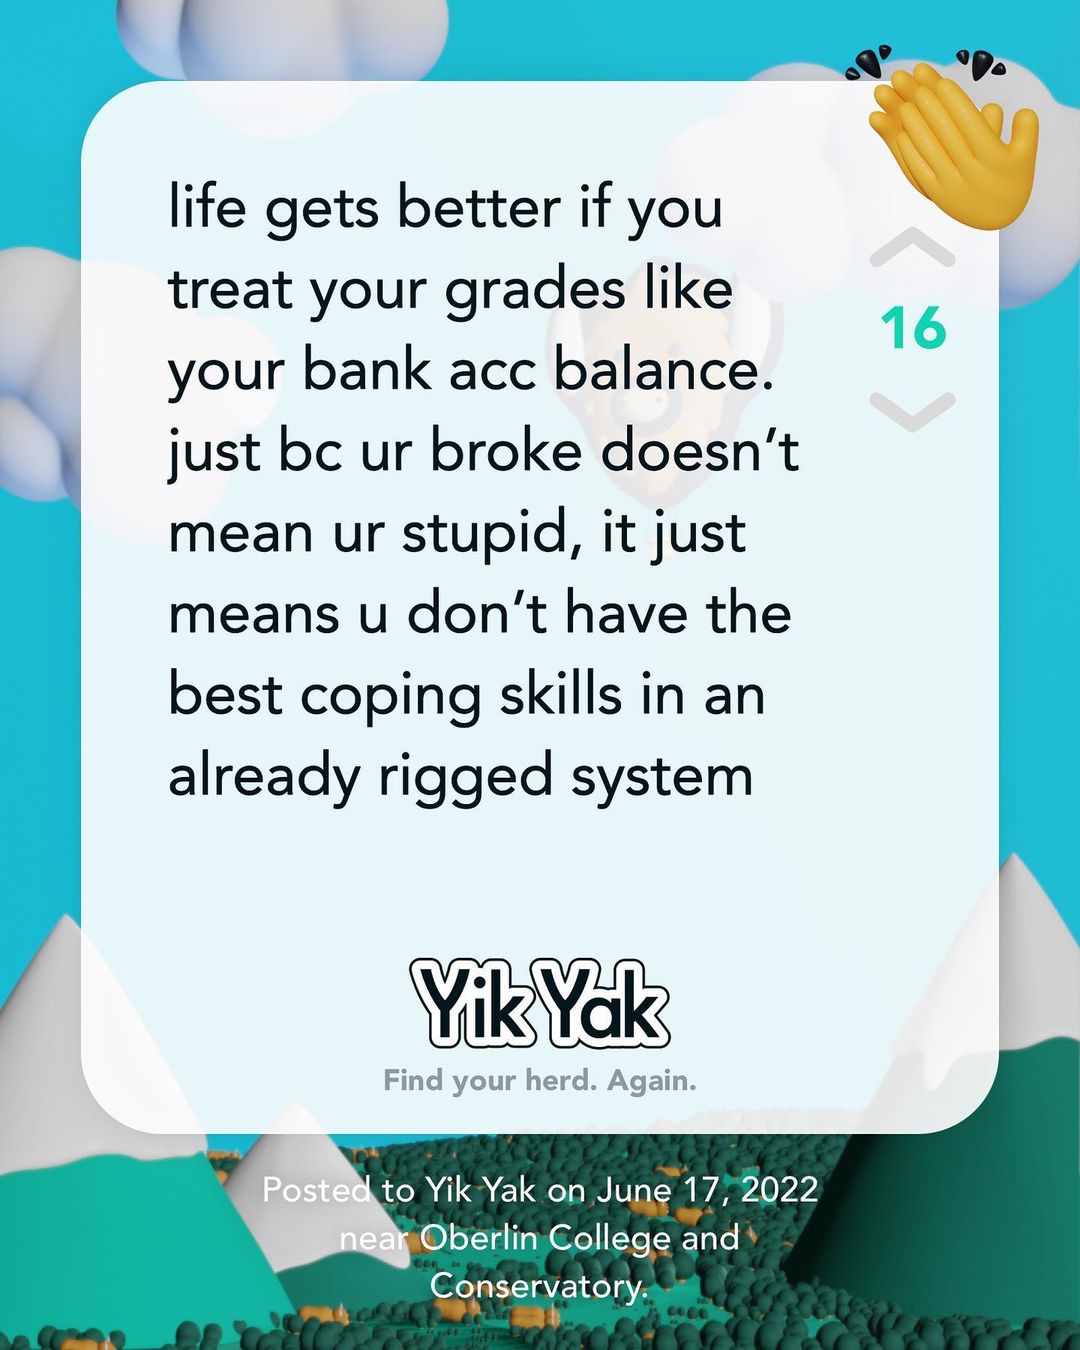 life gets better if you
treat your grades like
your bank acc balance.
just bc ur broke doesn’t
mean ur stupid, it just
means u don’t have the
best coping skills in an
already rigged system
16
Yik Yak
Find your herd. Again.
Posted to Yik Yak on June 17, 2022
near Oberlin College and
Conservatory.